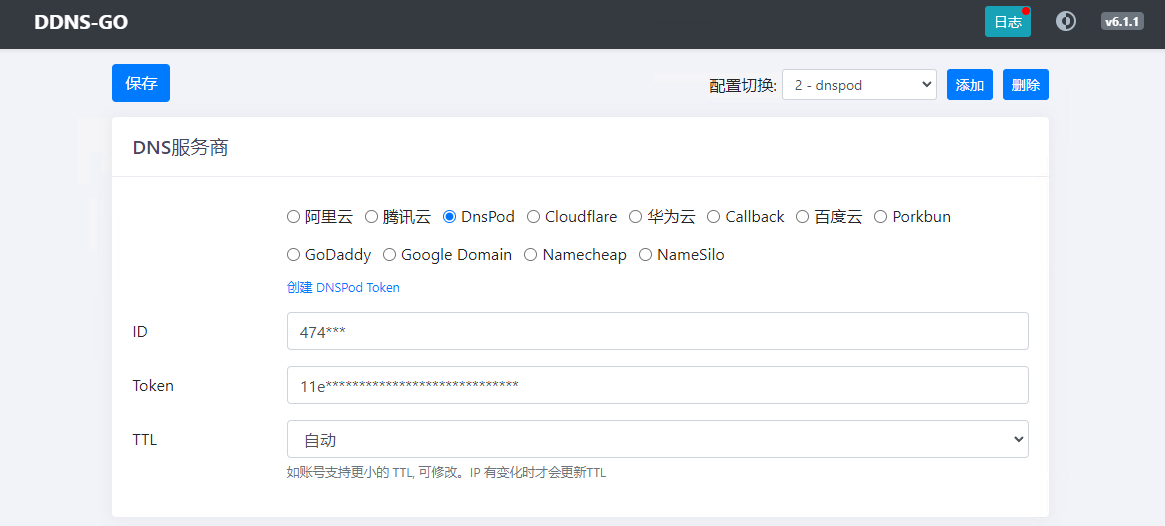 DDNS-GO 日志 v6.1.1
保存 配置切换: 2 - dnspod 添加 删除
DNS服务商
阿里云 腾讯云 DnsPod Cloudflare 华为云 Callback 百度云 Porkbun
GoDaddy Google Domain Namecheap NameSilo
创建 DNSPod Token
ID 474***
Token 11e*****************************
TTL 自动
如账号支持更小的 TTL, 可修改。IP 有变化时才会更新TTL